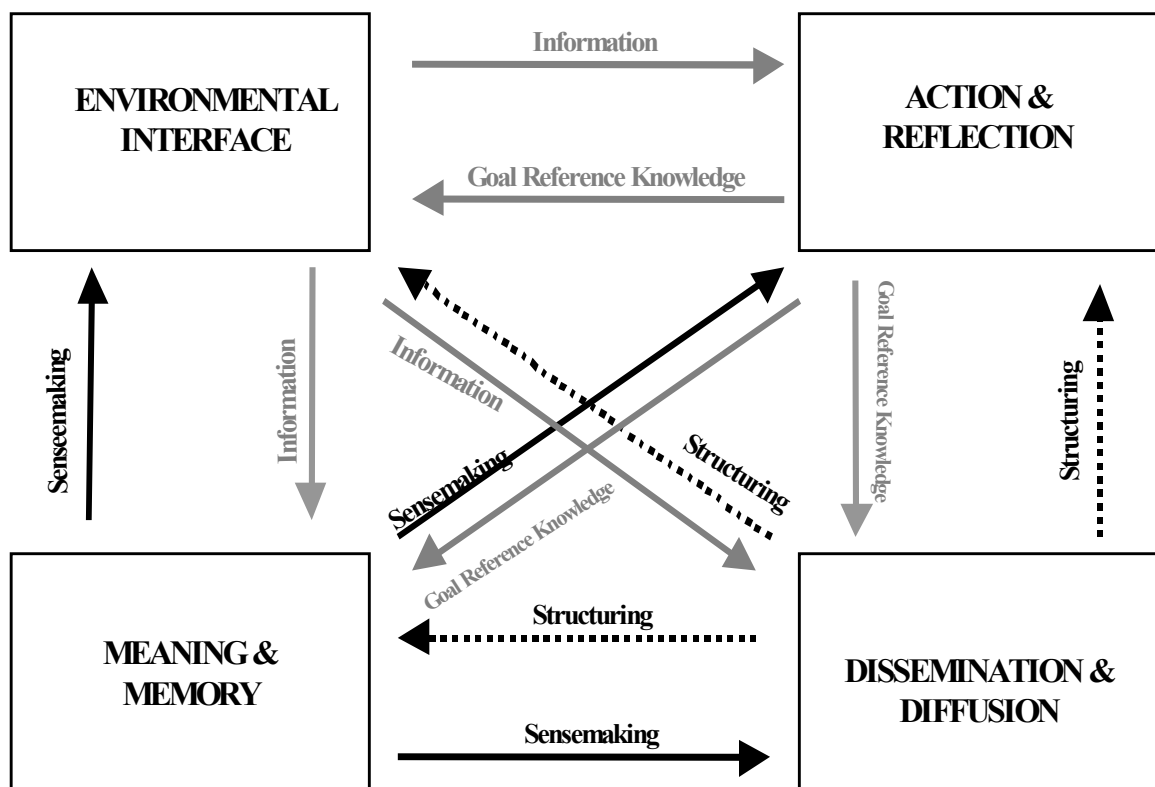 Information
ENVIRONMENTAL
INTERFACE
ACTION &
REFLECTION
Goal Reference Knowledge
Senseemaking
Information
Information
Goal Reference Knowledge
Structuring
Sensemaking
Structuring
Goal Reference Knowledge
Structuring
MEANING &
MEMORY
DISSEMINATION &
DIFFUSION
Sensemaking